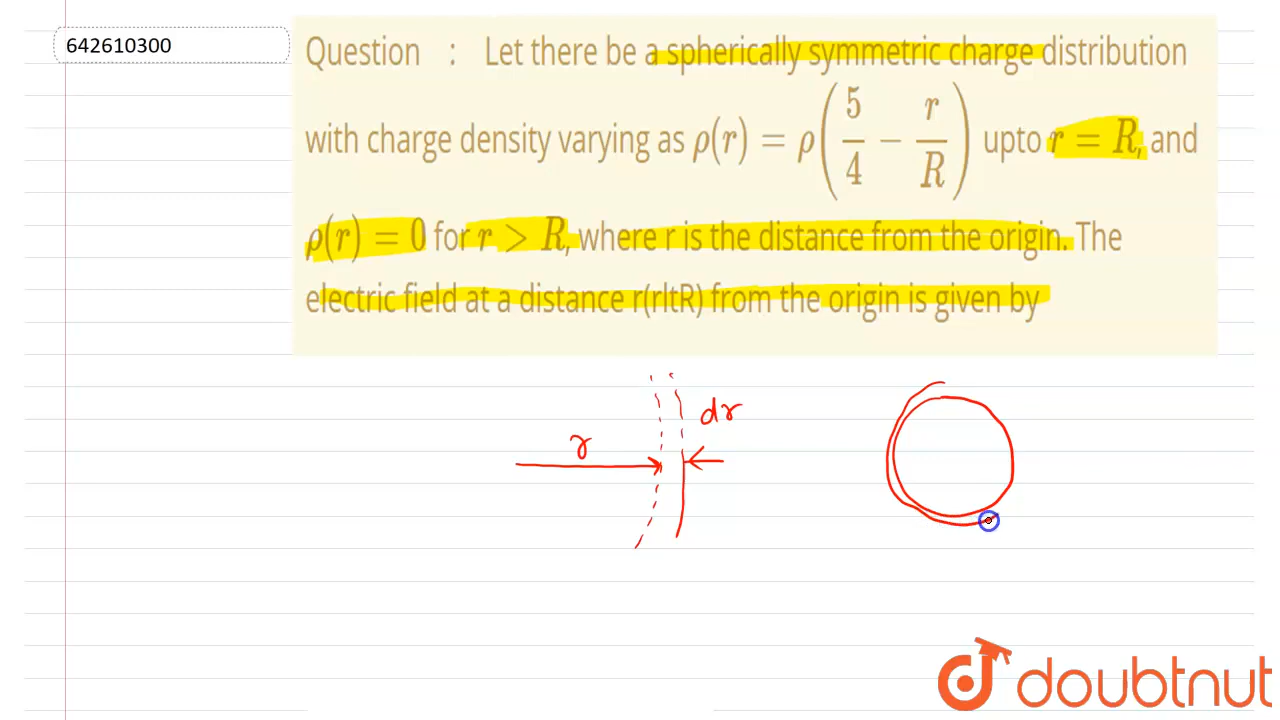 642610300
Question : Let there be a spherically symmetric charge distribution
with charge density varying as ρ(r) = ρ(5/4 − r/R) upto r = R, and
ρ(r) = 0 for r > R, where r is the distance from the origin. The
electric field at a distance r(rltR) from the origin is given by
dr
r
doubtnut